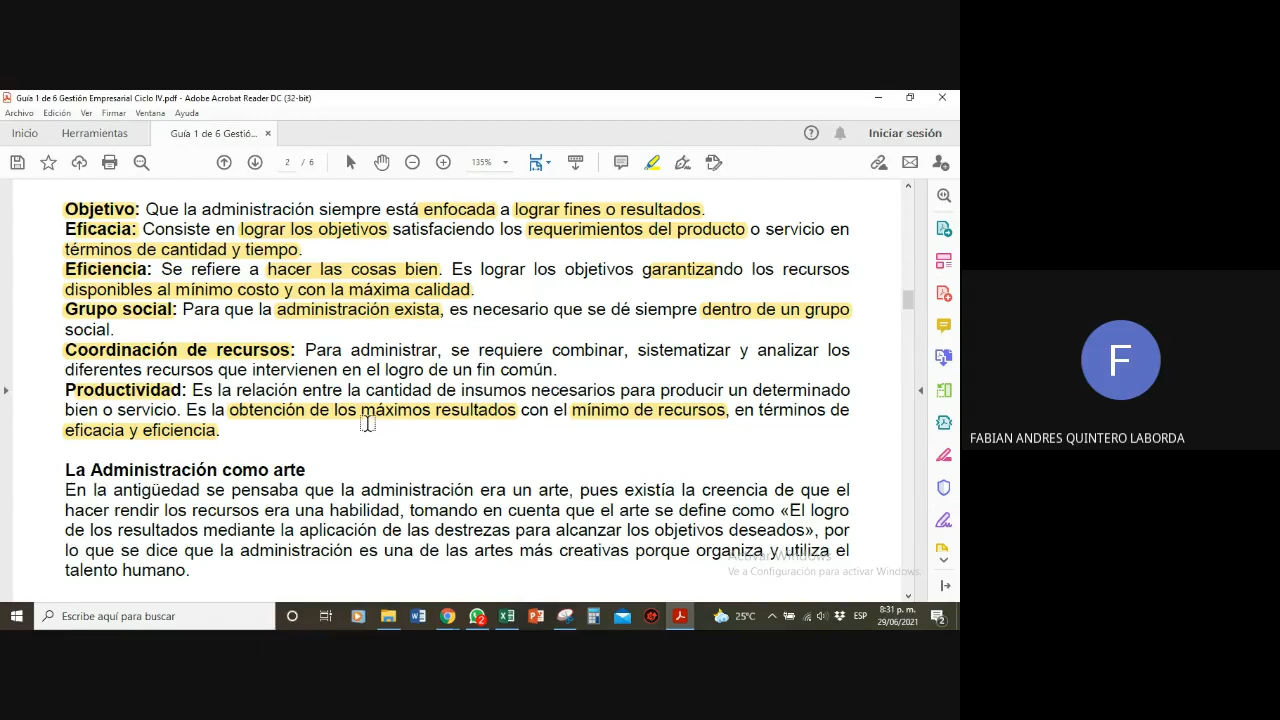 Guía 1 de 6 Gestión Empresarial Ciclo IV.pdf - Adobe Acrobat Reader DC (32-bit)
Archivo Edición Ver Firmar Ventana Ayuda
Inicio Herramientas Guía 1 de 6 Gestió... × Iniciar sesión
2 / 6 135%
Objetivo: Que la administración siempre está enfocada a lograr fines o resultados.
Eficacia: Consiste en lograr los objetivos satisfaciendo los requerimientos del producto o servicio en
términos de cantidad y tiempo.
Eficiencia: Se refiere a hacer las cosas bien. Es lograr los objetivos garantizando los recursos
disponibles al mínimo costo y con la máxima calidad.
Grupo social: Para que la administración exista, es necesario que se dé siempre dentro de un grupo
social.
Coordinación de recursos: Para administrar, se requiere combinar, sistematizar y analizar los
diferentes recursos que intervienen en el logro de un fin común.
Productividad: Es la relación entre la cantidad de insumos necesarios para producir un determinado
bien o servicio. Es la obtención de los máximos resultados con el mínimo de recursos, en términos de
eficacia y eficiencia.
La Administración como arte
En la antigüedad se pensaba que la administración era un arte, pues existía la creencia de que el
hacer rendir los recursos era una habilidad, tomando en cuenta que el arte se define como «El logro
de los resultados mediante la aplicación de las destrezas para alcanzar los objetivos deseados», por
lo que se dice que la administración es una de las artes más creativas porque organiza y utiliza el
talento humano.
Activar Windows
Ve a Configuración para activar Windows.
Escribe aquí para buscar
25°C ESP 8:31 p. m.
29/06/2021
2
F
FABIAN ANDRES QUINTERO LABORDA